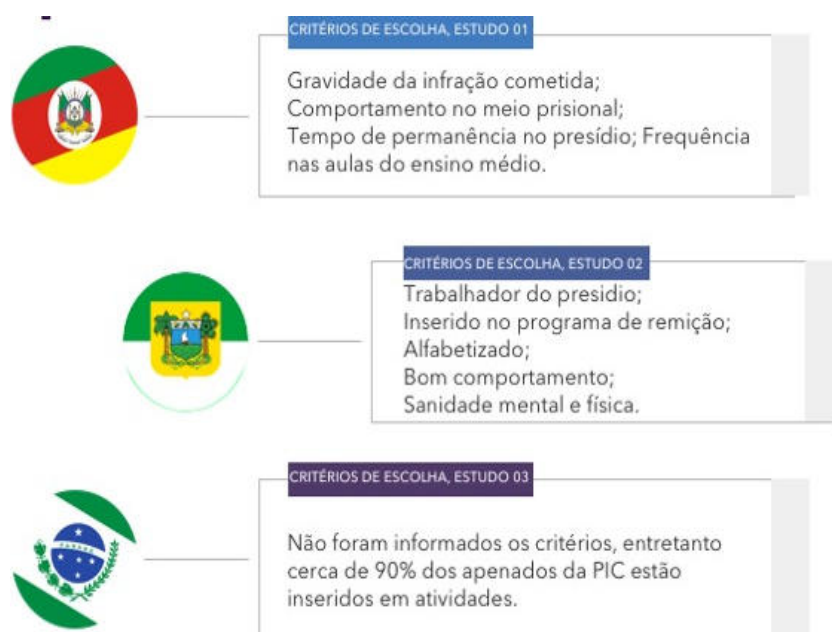 CRITÉRIOS DE ESCOLHA, ESTUDO 01
Gravidade da infração cometida;
Comportamento no meio prisional;
Tempo de permanência no presídio; Frequência
nas aulas do ensino médio.
CRITÉRIOS DE ESCOLHA, ESTUDO 02
Trabalhador do presidio;
Inserido no programa de remição;
Alfabetizado;
Bom comportamento;
Sanidade mental e física.
CRITÉRIOS DE ESCOLHA, ESTUDO 03
Não foram informados os critérios, entretanto
cerca de 90% dos apenados da PIC estão
inseridos em atividades.